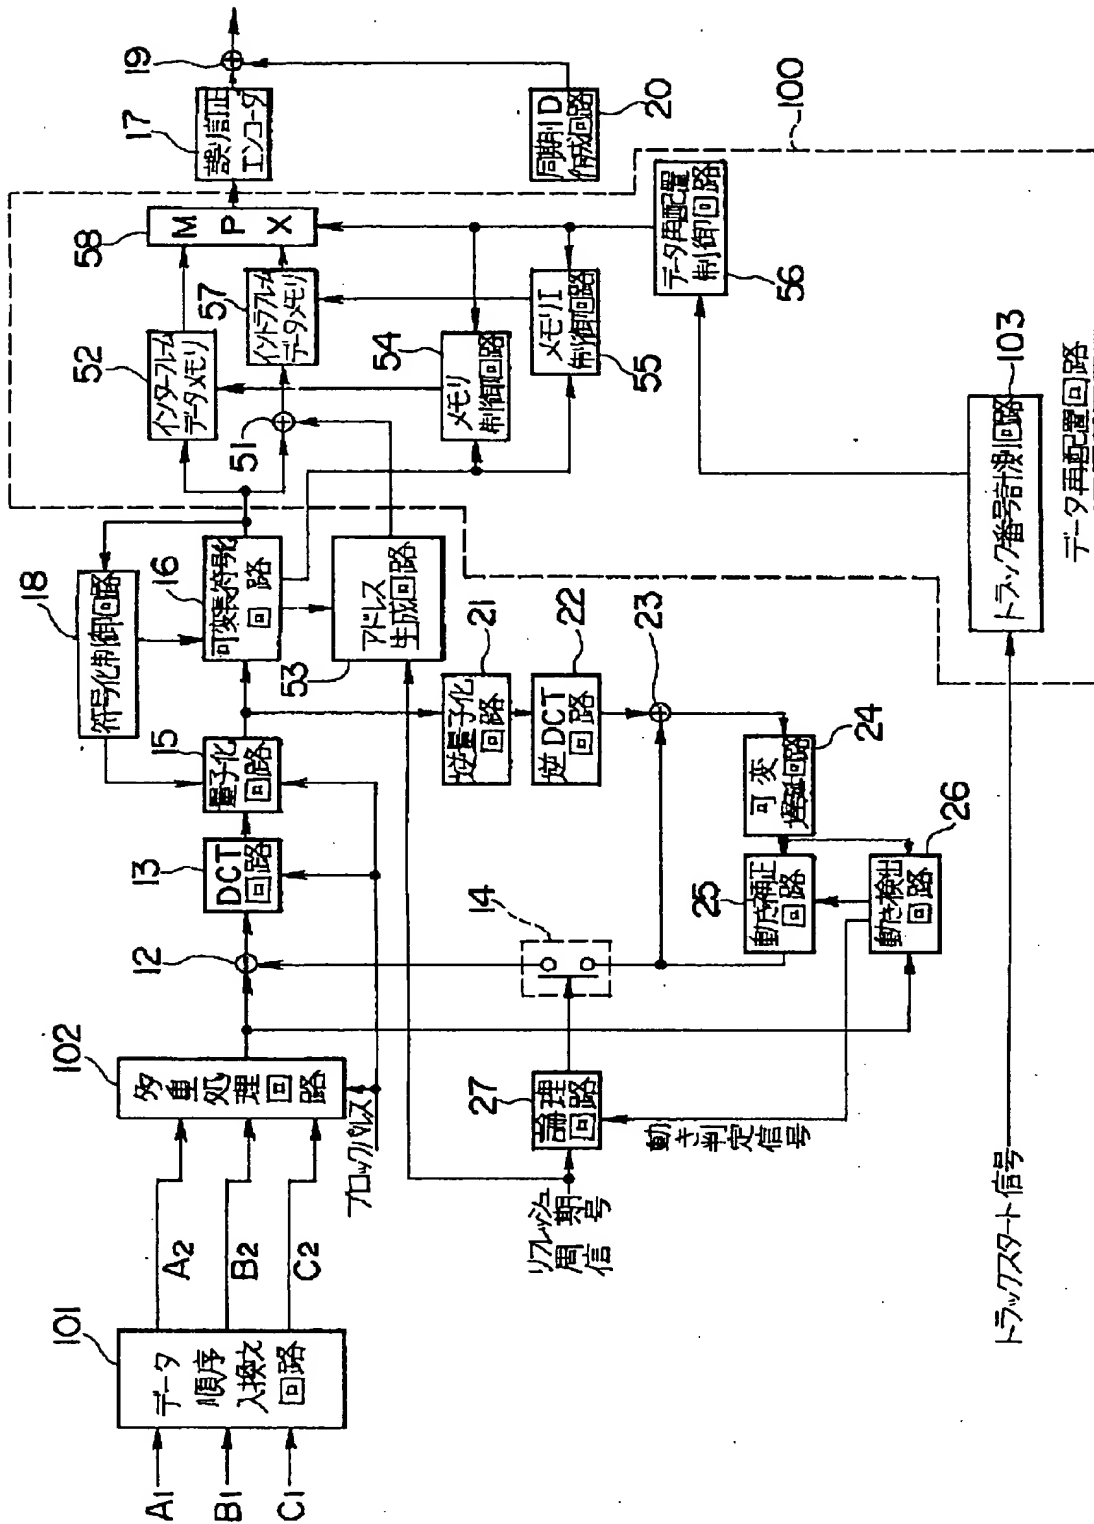 A1
B1
C1
101
データ
順序
入換え
回路
A2
B2
C2
102
多重
処理
回路
ブロックパルス
12
13
DCT
回路
15
量子化
回路
18
符号化制御回路
16
可変長符号化
回路
53
アドレス
生成回路
21
逆量子化
回路
22
逆DCT
回路
23
24
可変
遅延回路
25
動き補正
回路
26
動き検出
回路
14
27
論理
回路
動き判定信号
リフレッシュ
周期
信号
51
52
インターフレーム
データメモリ
57
イントラフレーム
データメモリ
54
メモリ
制御回路
55
メモリI
制御回路
58
MPX
17
誤り訂正
エンコーダ
19
20
同期ID
作成回路
56
データ再配置
制御回路
100
103
トラック番号計測回路
トラックスタート信号
データ再配置回路